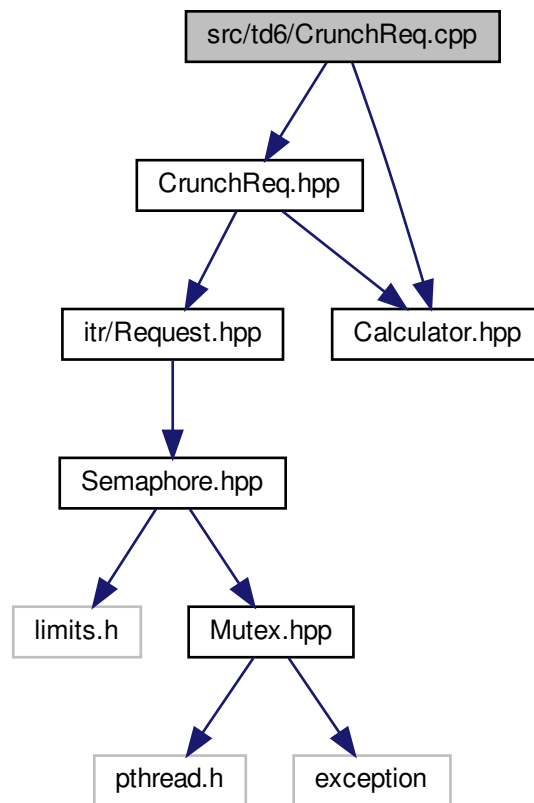 src/td6/CrunchReq.cpp
CrunchReq.hpp
itr/Request.hpp
Calculator.hpp
Semaphore.hpp
limits.h
Mutex.hpp
pthread.h
exception